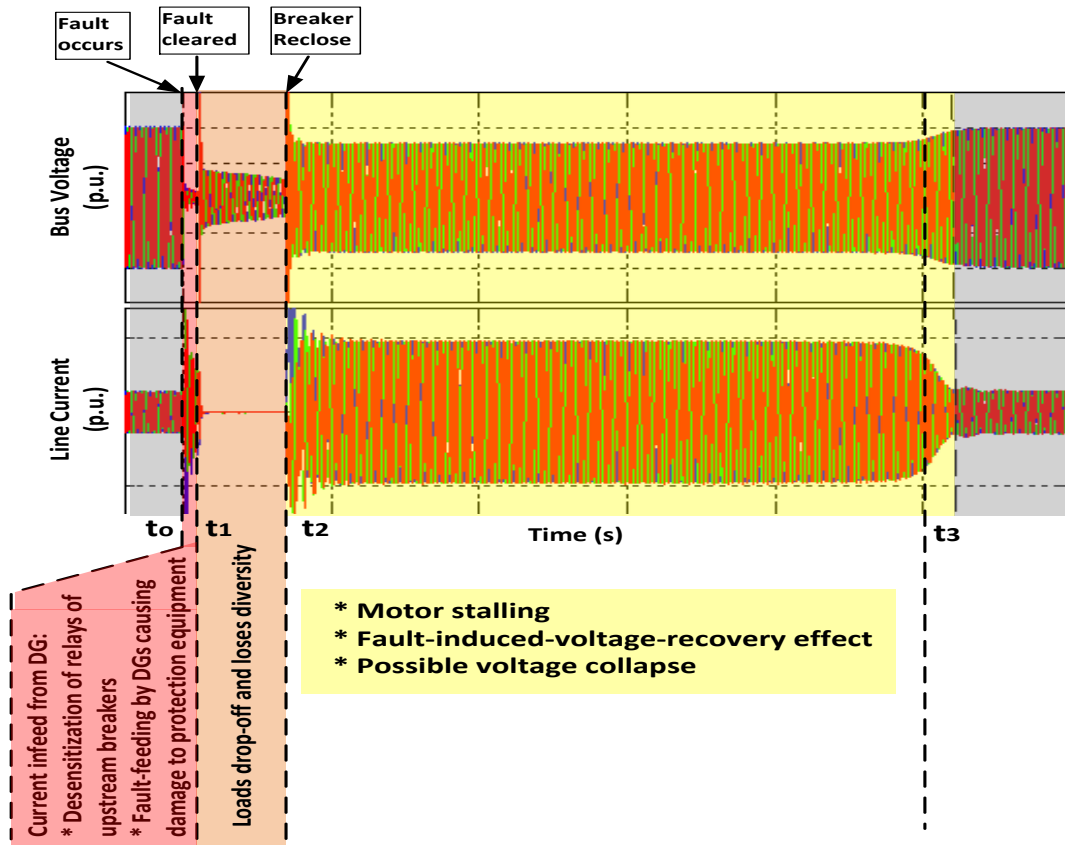 Fault
occurs
Fault
cleared
Breaker
Reclose
Bus Voltage
(p.u.)
Line Current
(p.u.)
to
t1
t2
Time (s)
t3
Current infeed from DG:
* Desensitization of relays of
upstream breakers
* Fault-feeding by DGs causing
damage to protection equipment
Loads drop-off and loses diversity
* Motor stalling
* Fault-induced-voltage-recovery effect
* Possible voltage collapse